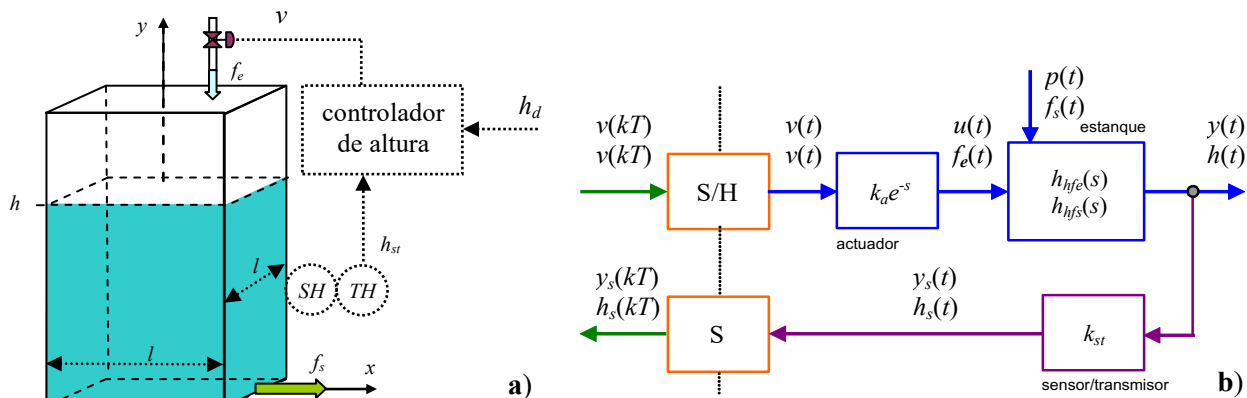 y
v
f_e
controlador
de altura
h_d
h
h_st
l
SH
TH
l
f_s
x
a)
p(t)
f_s(t)
estanque
v(kT)
v(kT)
v(t)
v(t)
u(t)
f_e(t)
y(t)
h(t)
S/H
k_a e^-s
h_hfe(s)
h_hfs(s)
actuador
y_s(kT)
h_s(kT)
y_s(t)
h_s(t)
S
k_st
sensor/transmisor
b)